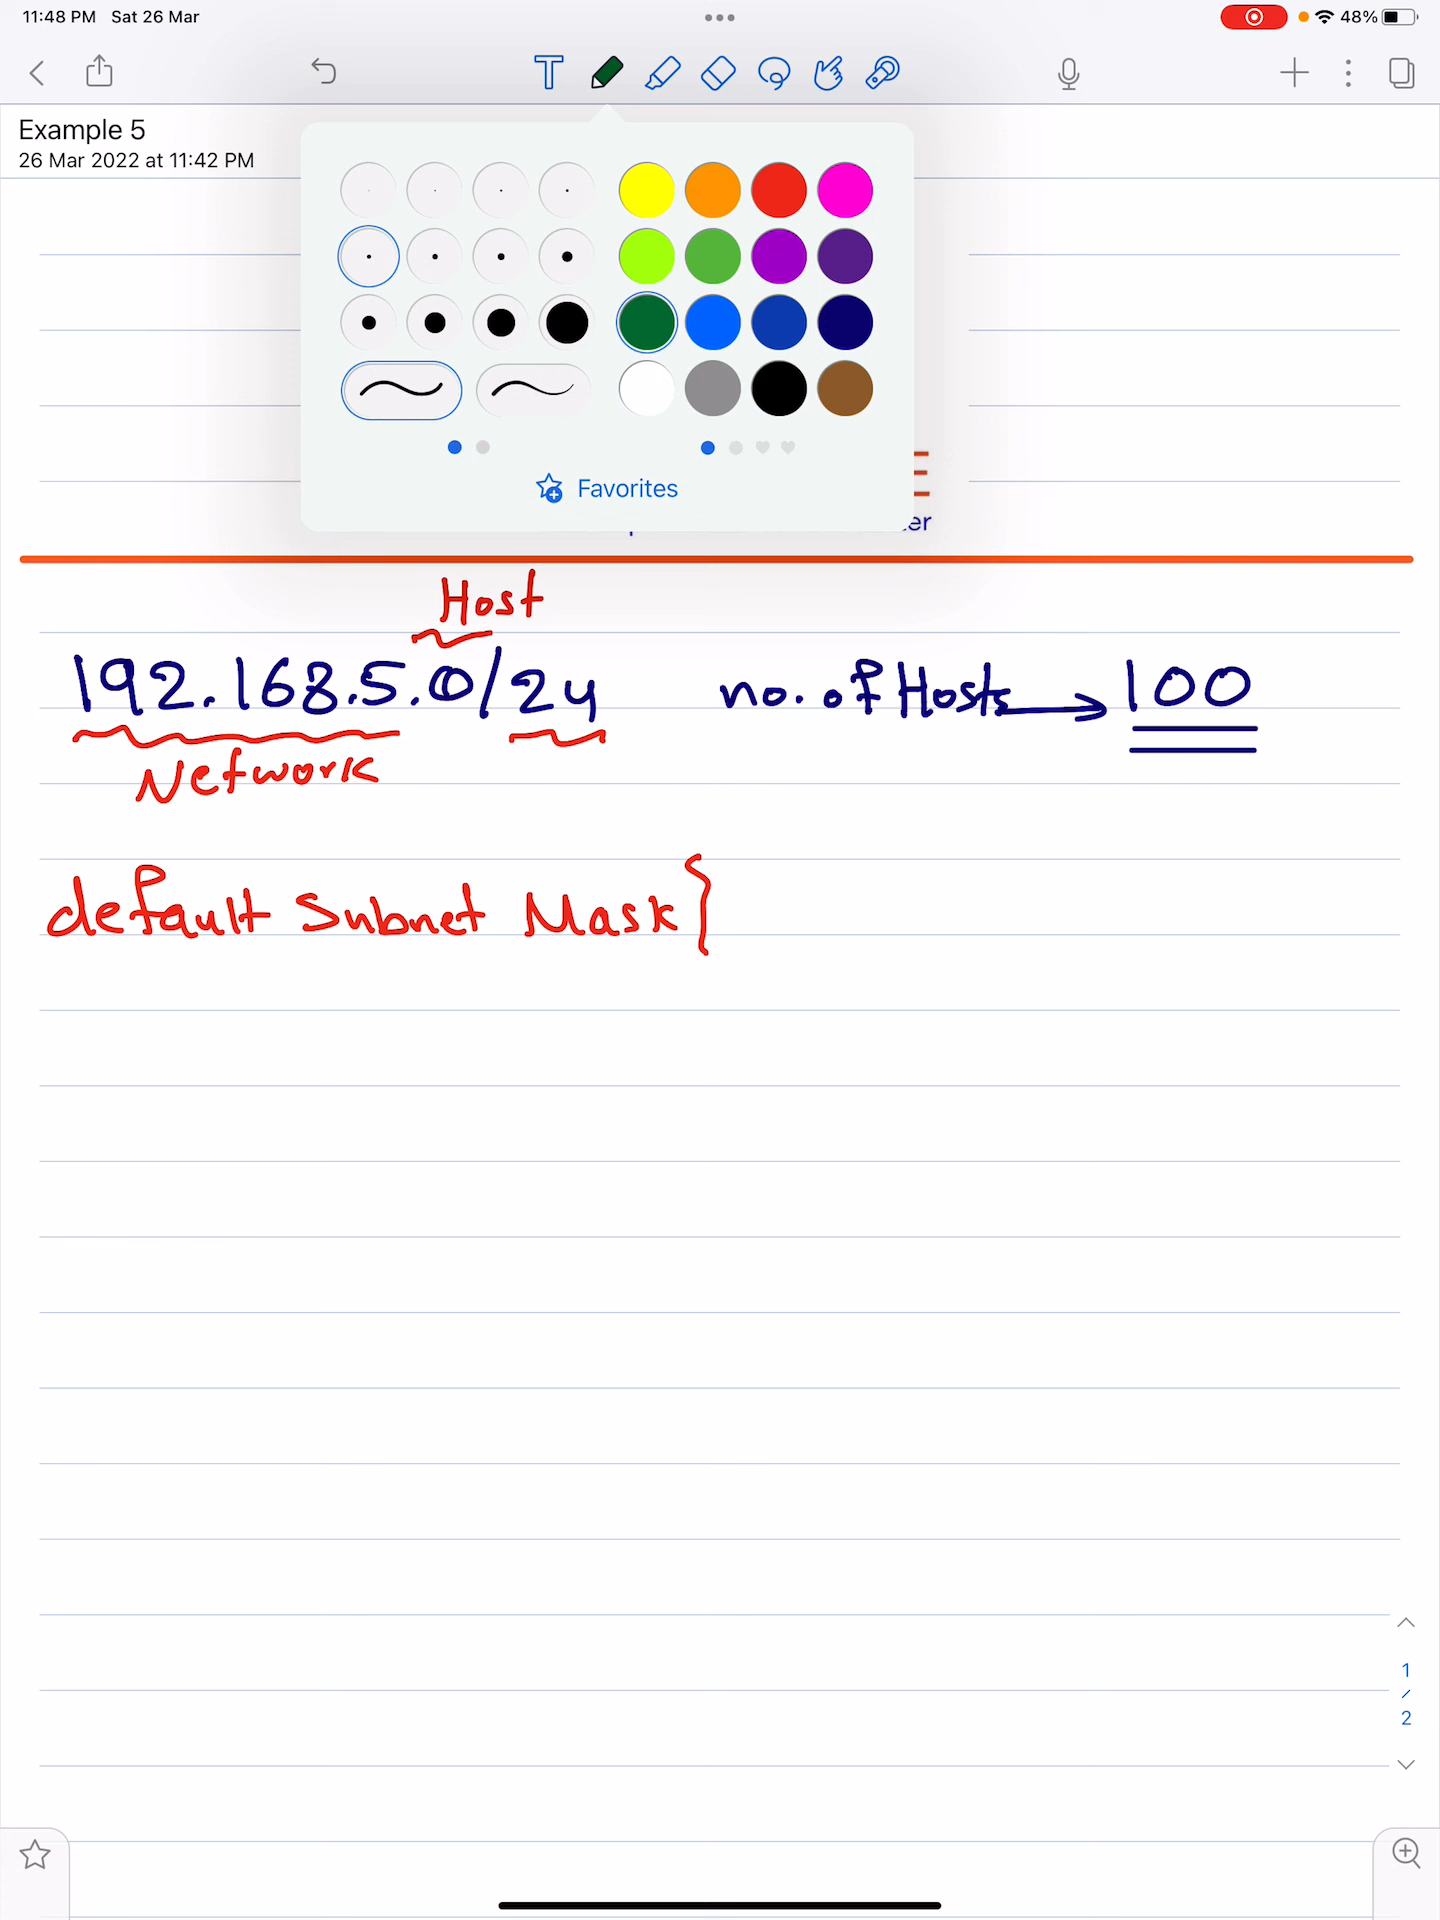 11:48 PM Sat 26 Mar
48%
T
Example 5
26 Mar 2022 at 11:42 PM
Favorites
er
Host
192.168.5.0/24 no. of Hosts → 100
Network
default Subnet Mask }
1
/
2